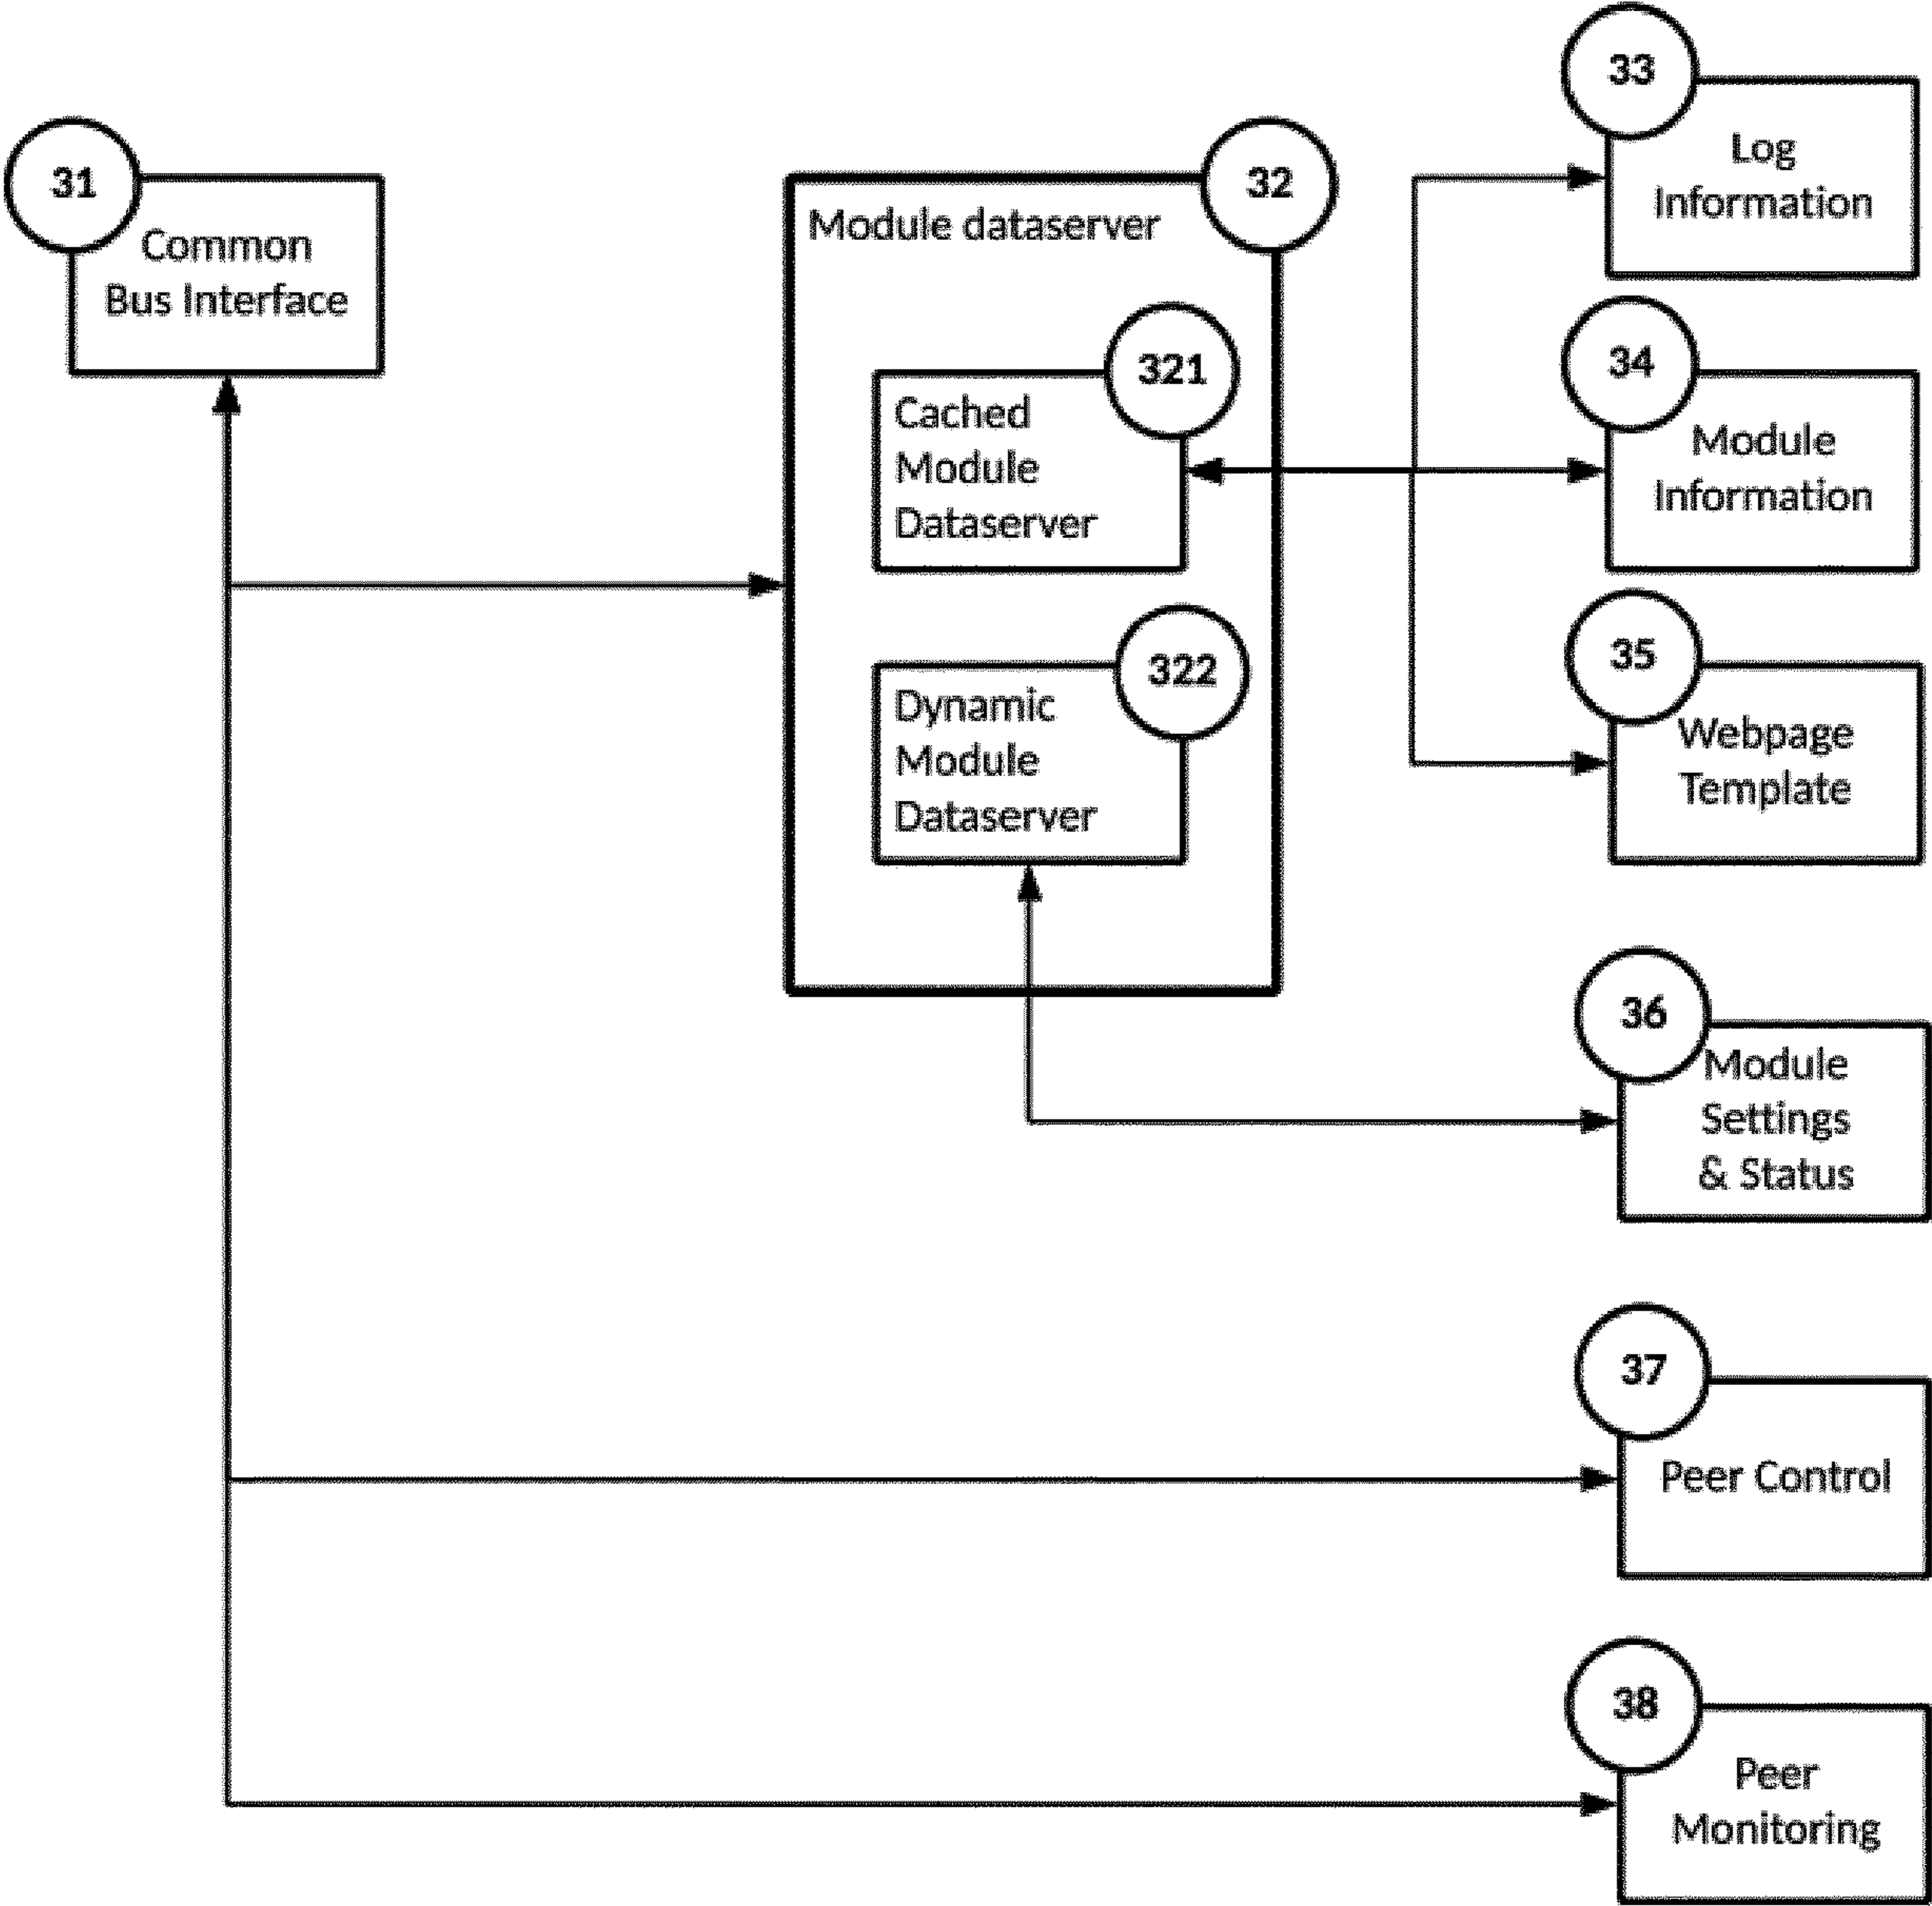 31
Common
Bus Interface
32
Module dataserver
321
Cached
Module
Dataserver
322
Dynamic
Module
Dataserver
33
Log
Information
34
Module
Information
35
Webpage
Template
36
Module
Settings
& Status
37
Peer Control
38
Peer
Monitoring